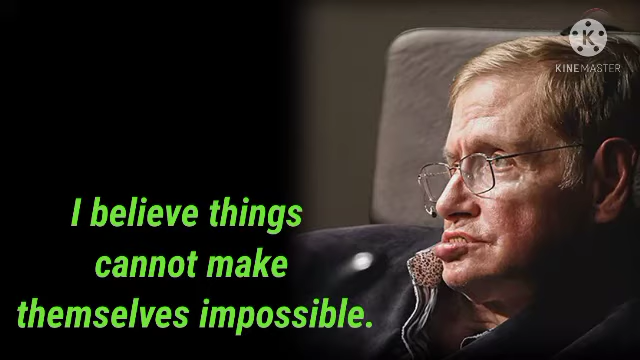 K
KINEMASTER
I believe things
cannot make
themselves impossible.